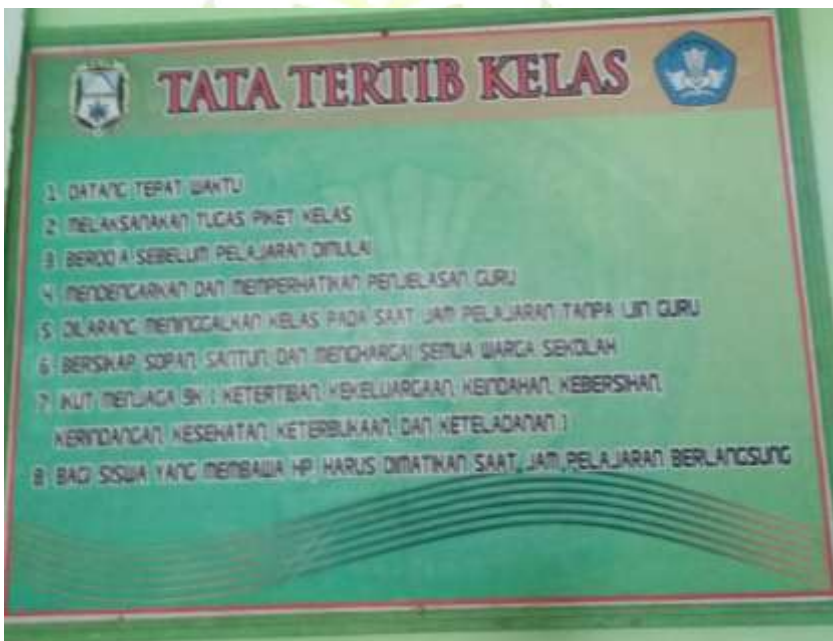 TATA TERTIB KELAS
1. DATANG TEPAT WAKTU
2. MELAKSANAKAN TUGAS PIKET KELAS
3. BERDO'A SEBELUM PELAJARAN DIMULAI
4. MENDENGARKAN DAN MEMPERHATIKAN PENJELASAN GURU
5. DILARANG MENINGGALKAN KELAS PADA SAAT JAM PELAJARAN TANPA IJIN GURU
6. BERSIKAP SOPAN, SANTUN, DAN MENGHARGAI SEMUA WARGA SEKOLAH
7. IKUT MENJAGA 9K ( KETERTIBAN, KEKELUARGAAN, KEINDAHAN, KEBERSIHAN,
KERINDANGAN, KESEHATAN, KETERBUKAAN, DAN KETELADANAN )
8. BAGI SISWA YANG MEMBAWA HP, HARUS DIMATIKAN SAAT JAM PELAJARAN BERLANGSUNG